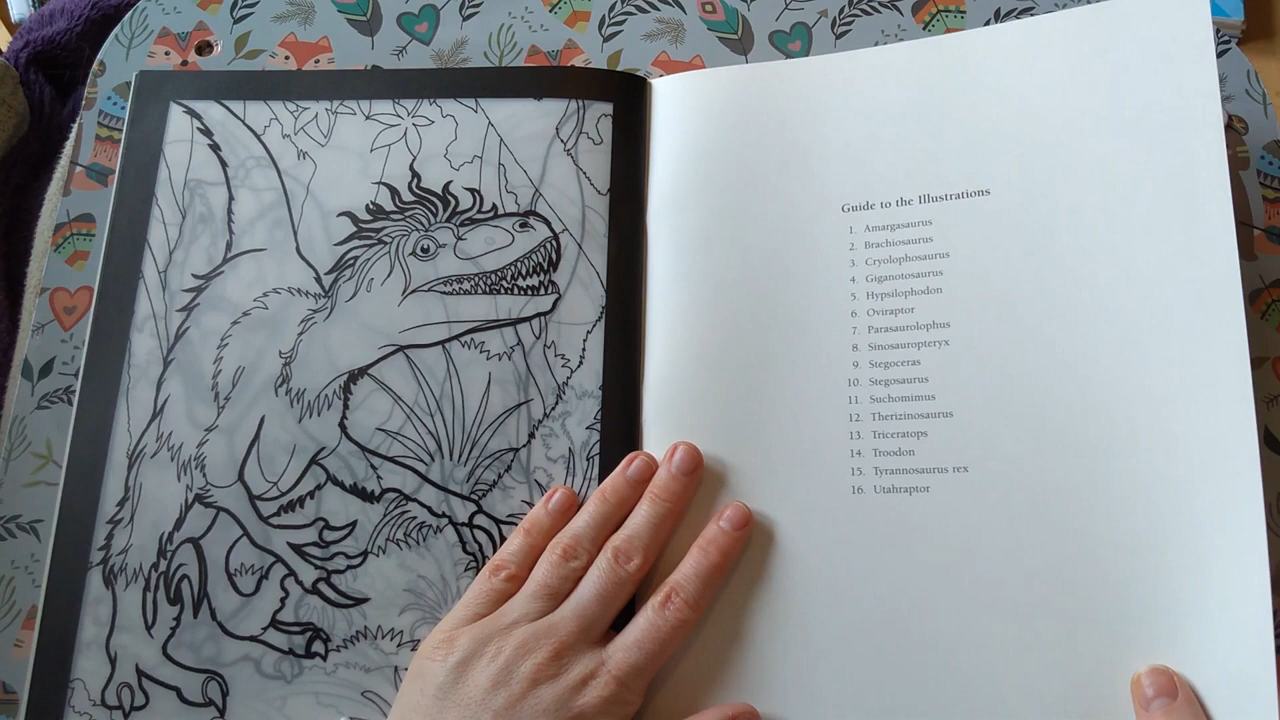 Guide to the Illustrations
1. Amargasaurus
2. Brachiosaurus
3. Cryolophosaurus
4. Giganotosaurus
5. Hypsilophodon
6. Oviraptor
7. Parasaurolophus
8. Sinosauropteryx
9. Stegoceras
10. Stegosaurus
11. Suchomimus
12. Therizinosaurus
13. Triceratops
14. Troodon
15. Tyrannosaurus rex
16. Utahraptor